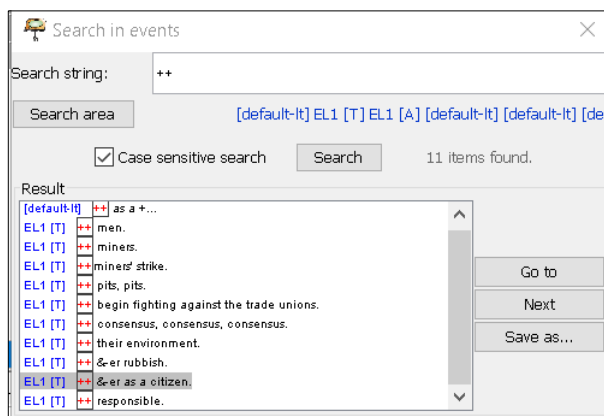 Search in events
Search string: ++
Search area [default-lt] EL1 [T] EL1 [A] [default-lt] [default-lt] [de
Case sensitive search Search 11 items found.
Result
[default-lt] ++ as a +...
EL1 [T] ++ men.
EL1 [T] ++ miners.
EL1 [T] ++ miners' strike.
EL1 [T] ++ pits, pits.
EL1 [T] ++ begin fighting against the trade unions.
EL1 [T] ++ consensus, consensus, consensus.
EL1 [T] ++ their environment.
EL1 [T] ++ &-er rubbish.
EL1 [T] ++ &-er as a citizen.
EL1 [T] ++ responsible.
Go to
Next
Save as...